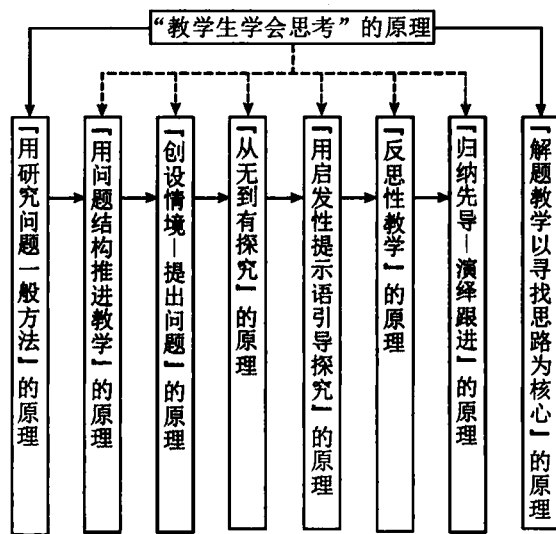 “教学生学会思考”的原理
『用研究问题一般方法』的原理
『用问题结构推进教学』的原理
『创设情境—提出问题』的原理
『从无到有探究』的原理
『用启发性提示语引导探究』的原理
『反思性教学』的原理
『归纳先导—演绎跟进』的原理
『解题教学以寻找思路为核心』的原理